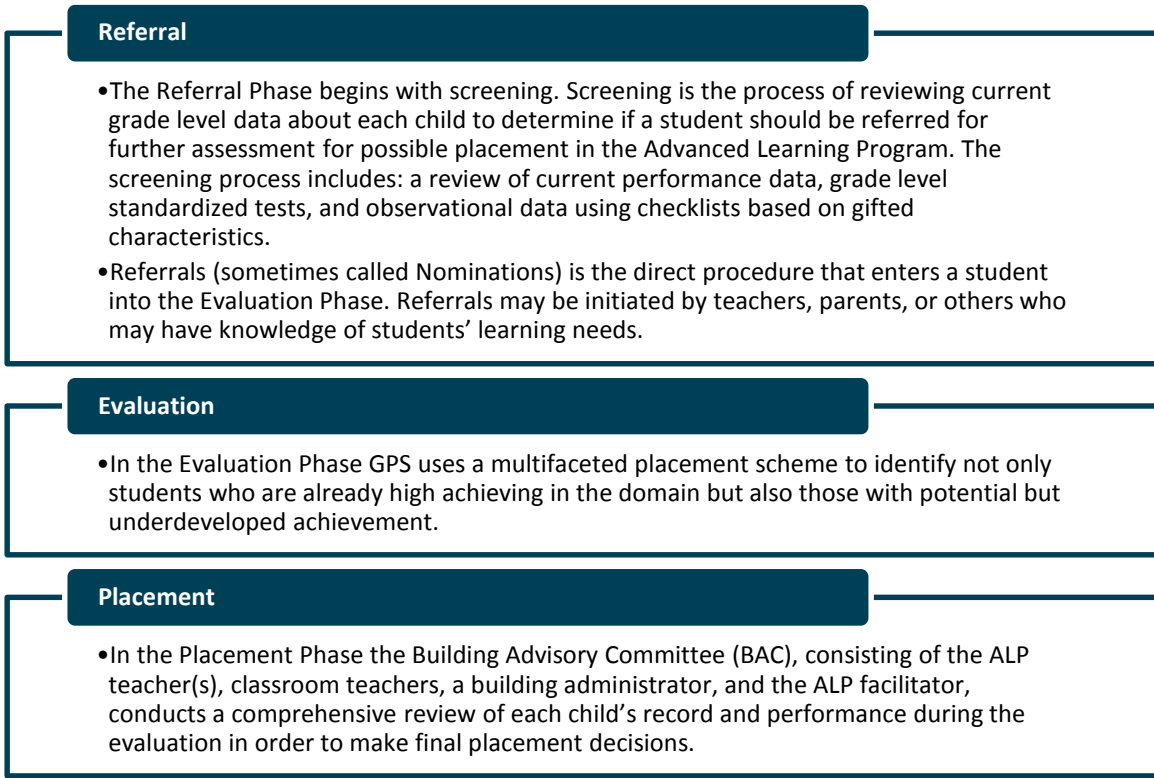 Referral
•The Referral Phase begins with screening. Screening is the process of reviewing current
grade level data about each child to determine if a student should be referred for
further assessment for possible placement in the Advanced Learning Program. The
screening process includes: a review of current performance data, grade level
standardized tests, and observational data using checklists based on gifted
characteristics.
•Referrals (sometimes called Nominations) is the direct procedure that enters a student
into the Evaluation Phase. Referrals may be initiated by teachers, parents, or others who
may have knowledge of students’ learning needs.
Evaluation
•In the Evaluation Phase GPS uses a multifaceted placement scheme to identify not only
students who are already high achieving in the domain but also those with potential but
underdeveloped achievement.
Placement
•In the Placement Phase the Building Advisory Committee (BAC), consisting of the ALP
teacher(s), classroom teachers, a building administrator, and the ALP facilitator,
conducts a comprehensive review of each child’s record and performance during the
evaluation in order to make final placement decisions.